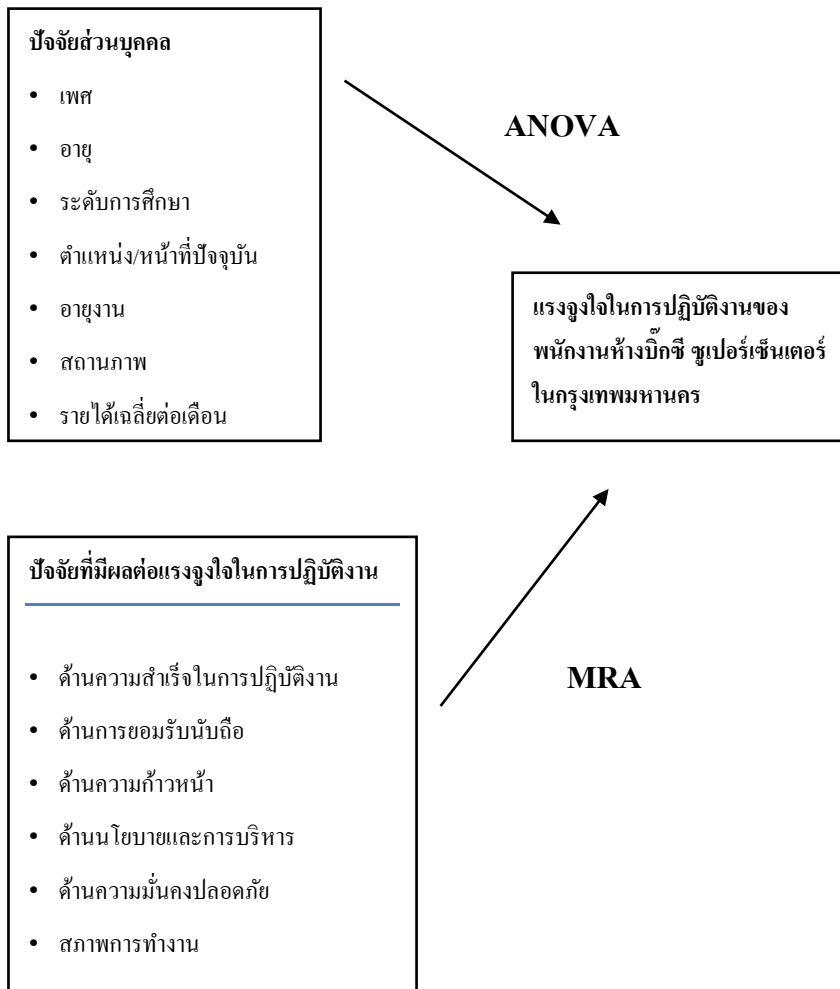 ปัจจัยส่วนบุคคล
• เพศ
• อายุ
• ระดับการศึกษา
• ตำแหน่ง/หน้าที่ปัจจุบัน
• อายุงาน
• สถานภาพ
• รายได้เฉลี่ยต่อเดือน
ANOVA
แรงจูงใจในการปฏิบัติงานของ
พนักงานห้างบิ๊กซี ซูเปอร์เซ็นเตอร์
ในกรุงเทพมหานคร
ปัจจัยที่มีผลต่อแรงจูงใจในการปฏิบัติงาน
• ด้านความสำเร็จในการปฏิบัติงาน
• ด้านการยอมรับนับถือ
• ด้านความก้าวหน้า
• ด้านนโยบายและการบริหาร
• ด้านความมั่นคงปลอดภัย
• สภาพการทำงาน
MRA